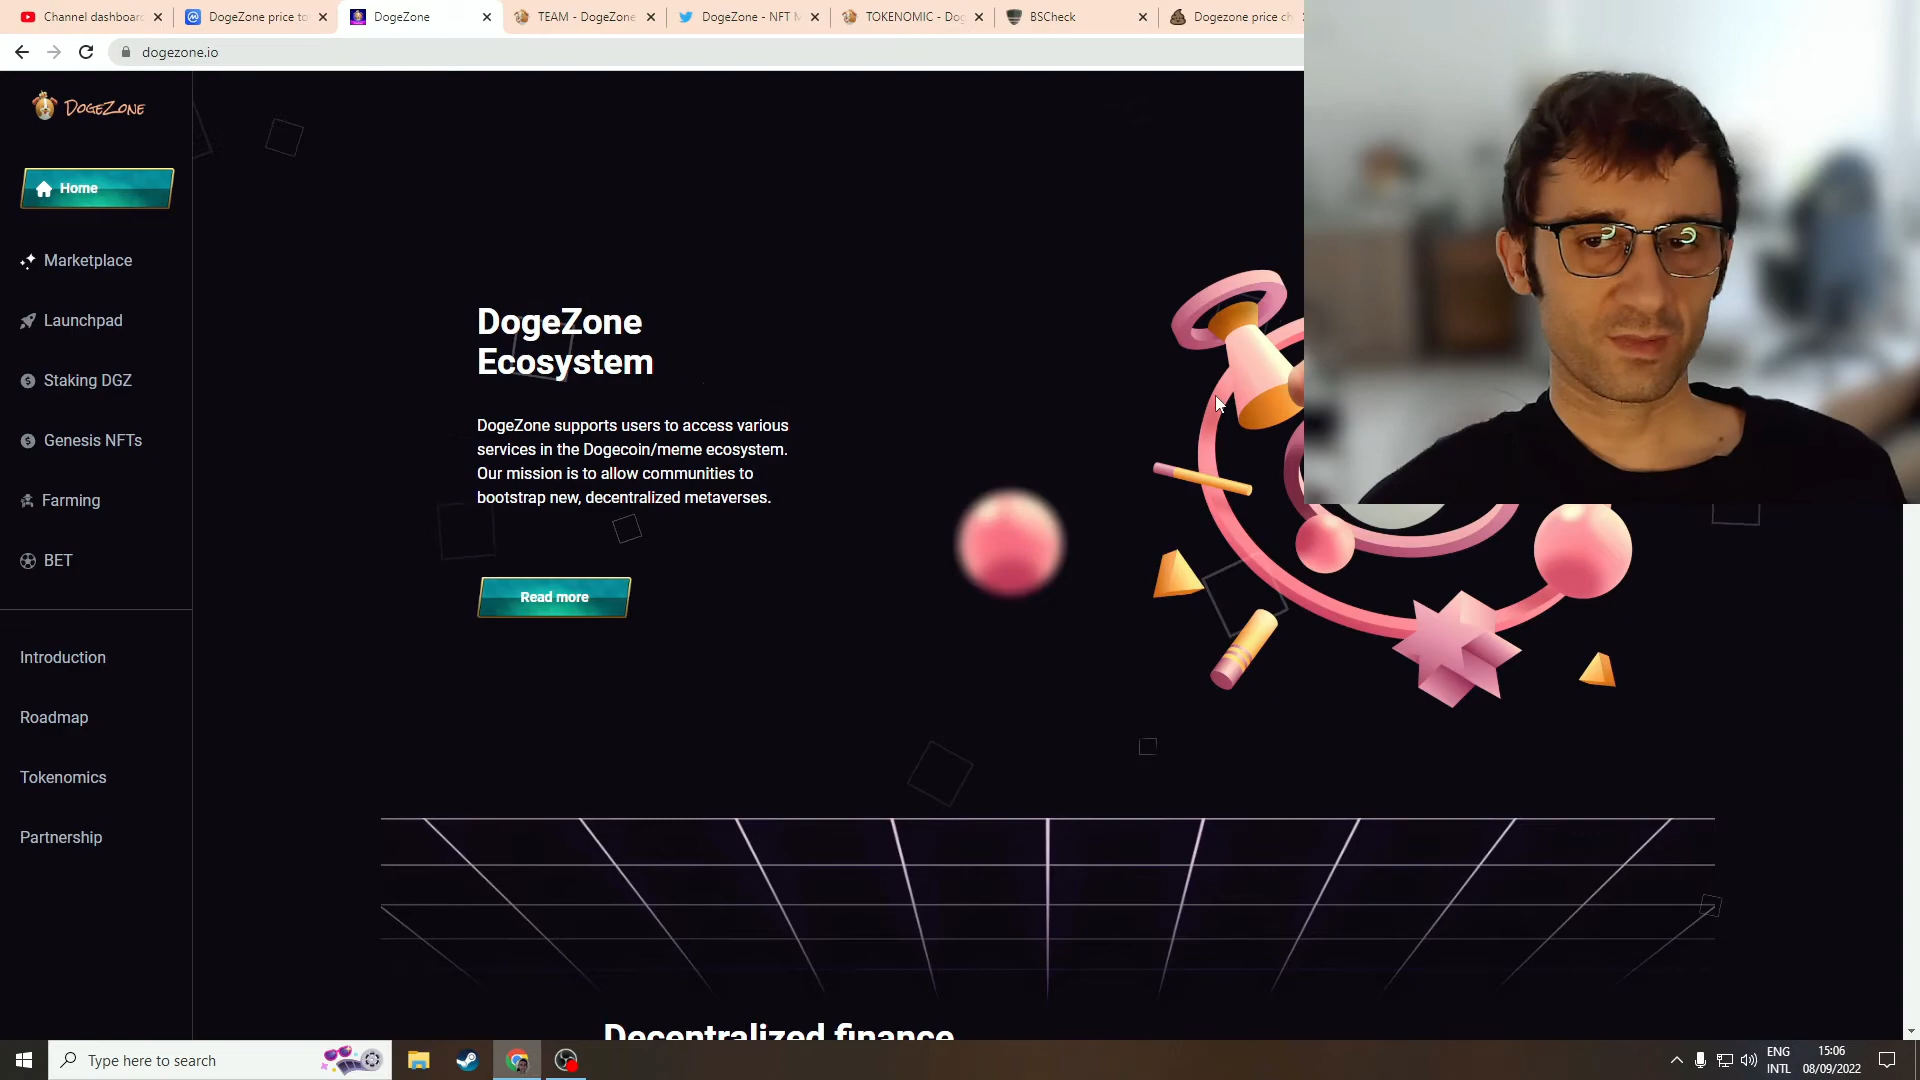 Channel dashboard
DogeZone price to
DogeZone
TEAM - DogeZone
DogeZone - NFT M
TOKENOMIC - Dog
BSCheck
Dogezone price ch
dogezone.io
DOGEZONE
Home
Marketplace
Launchpad
Staking DGZ
Genesis NFTs
Farming
BET
Introduction
Roadmap
Tokenomics
Partnership
DogeZone
Ecosystem
DogeZone supports users to access various
services in the Dogecoin/meme ecosystem.
Our mission is to allow communities to
bootstrap new, decentralized metaverses.
Read more
Decentralized finance
Type here to search
ENG
INTL
15:06
08/09/2022